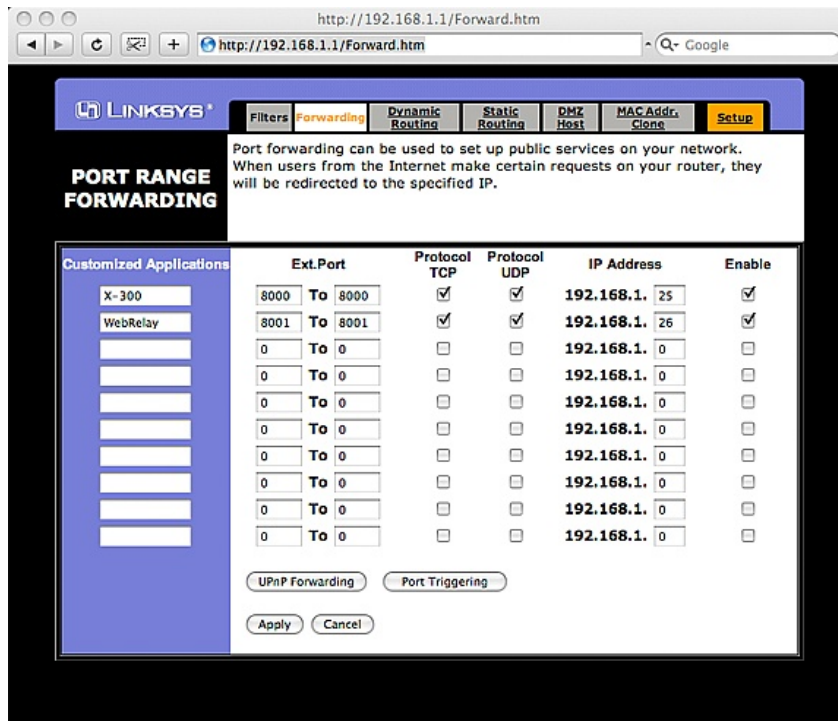 http://192.168.1.1/Forward.htm
http://192.168.1.1/Forward.htm
Q- Google
LINKSYS®
Filters Forwarding Dynamic Routing Static Routing DMZ Host MAC Addr. Clone Setup
PORT RANGE
FORWARDING
Port forwarding can be used to set up public services on your network.
When users from the Internet make certain requests on your router, they
will be redirected to the specified IP.
Customized Applications Ext.Port Protocol TCP Protocol UDP IP Address Enable
X-300 8000 To 8000 192.168.1. 25
WebRelay 8001 To 8001 192.168.1. 26
0 To 0 192.168.1. 0
0 To 0 192.168.1. 0
0 To 0 192.168.1. 0
0 To 0 192.168.1. 0
0 To 0 192.168.1. 0
0 To 0 192.168.1. 0
0 To 0 192.168.1. 0
0 To 0 192.168.1. 0
UPnP Forwarding Port Triggering
Apply Cancel